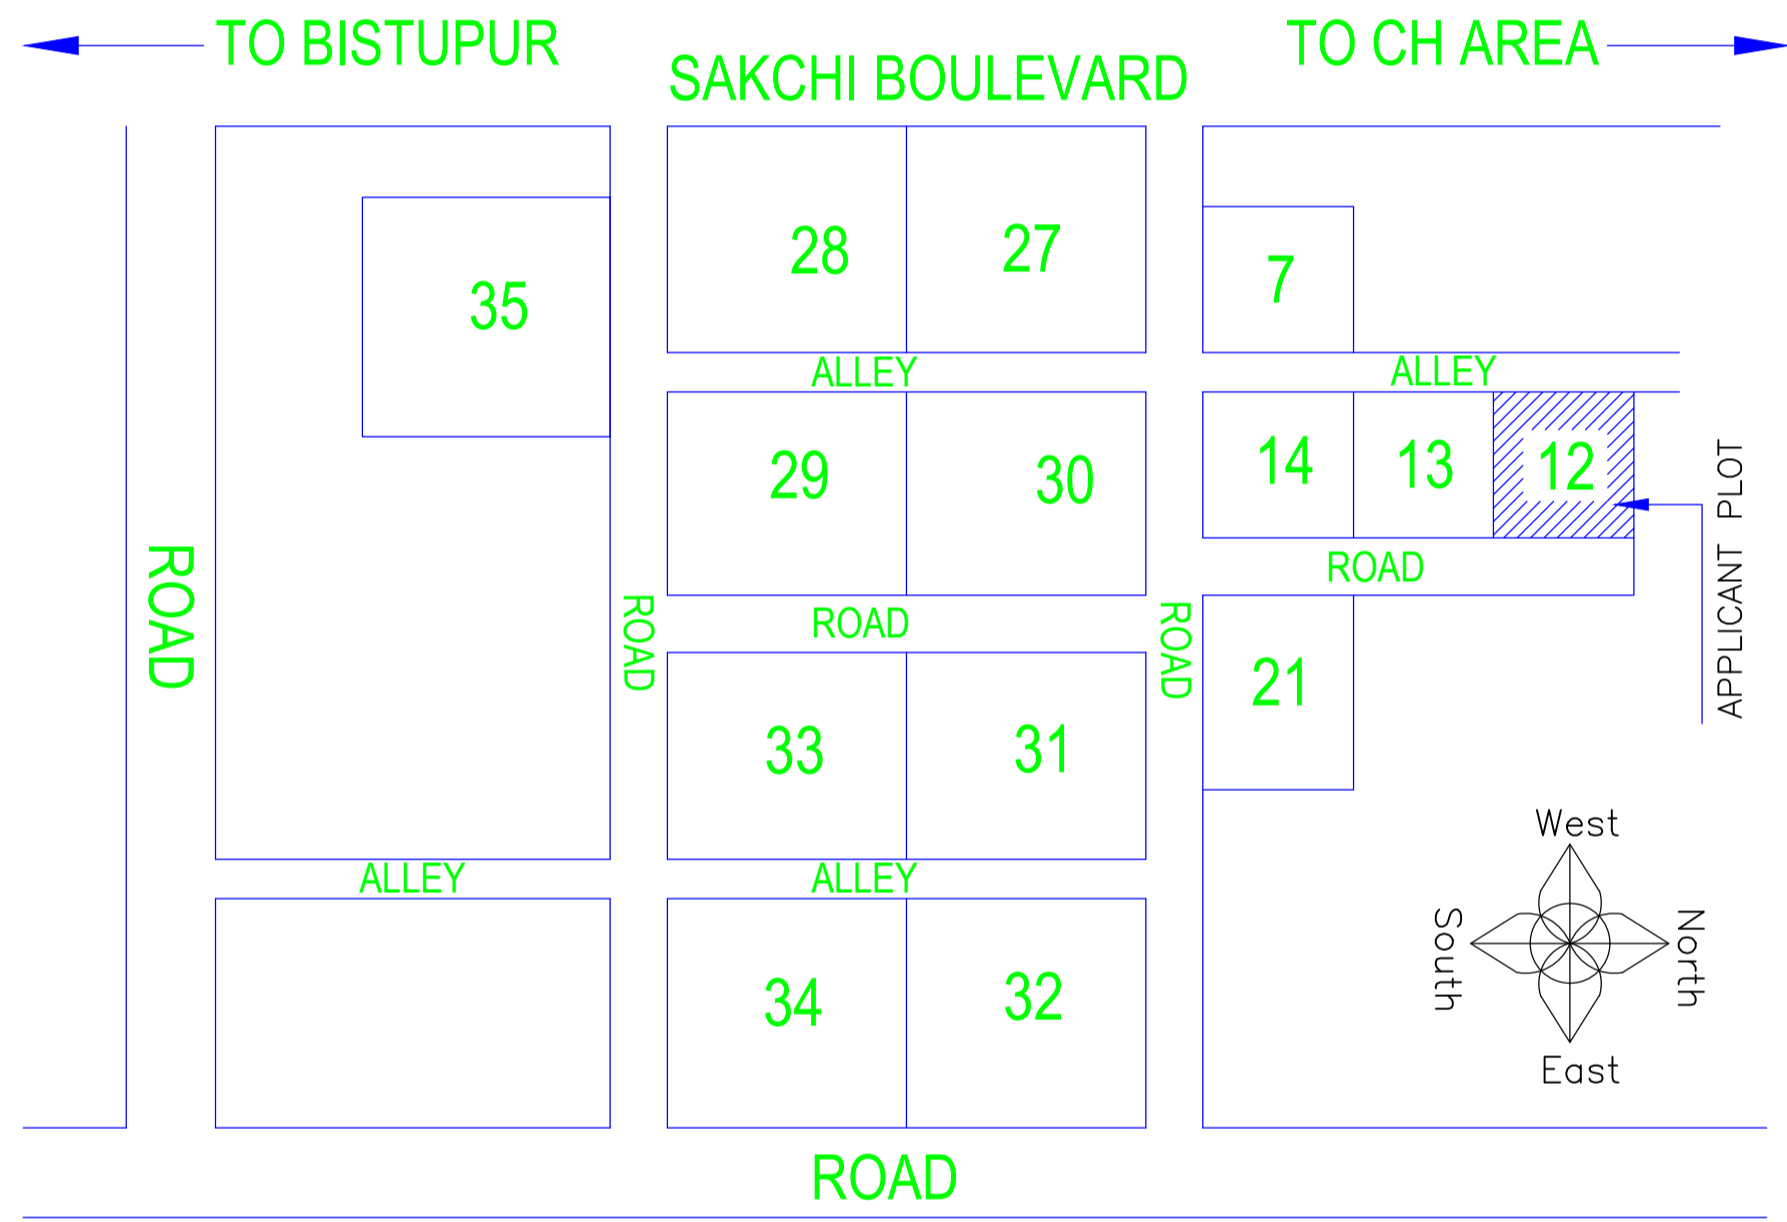 TO BISTUPUR
TO CH AREA
SAKCHI BOULEVARD
28
27
7
35
ALLEY
ALLEY
29
30
14
13
12
APPLICANT PLOT
ROAD
ROAD
ROAD
ROAD
ROAD
21
33
31
West
South
North
East
ALLEY
ALLEY
34
32
ROAD